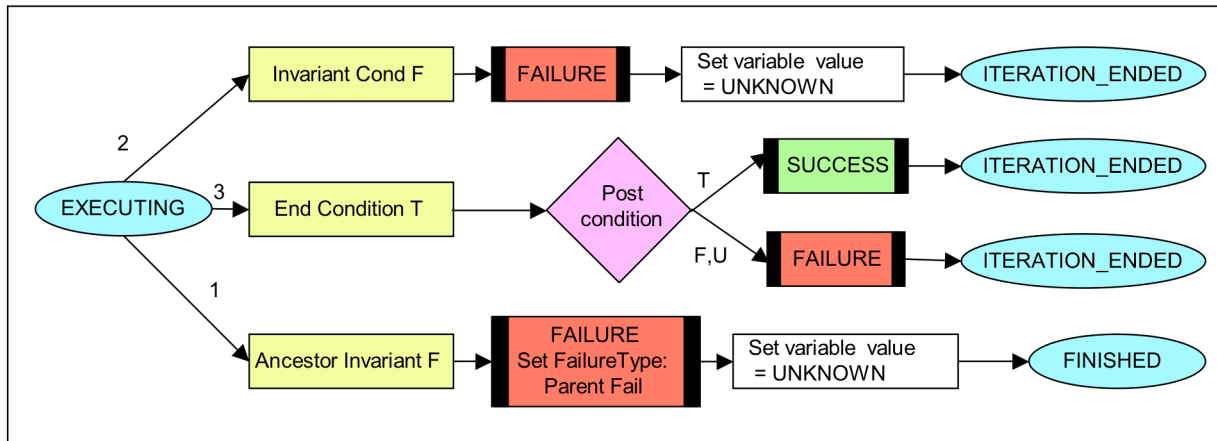 Invariant Cond F
FAILURE
Set variable value
= UNKNOWN
ITERATION_ENDED
2
EXECUTING
3
End Condition T
Post
condition
T
SUCCESS
ITERATION_ENDED
F,U
FAILURE
ITERATION_ENDED
1
Ancestor Invariant F
FAILURE
Set FailureType:
Parent Fail
Set variable value
= UNKNOWN
FINISHED